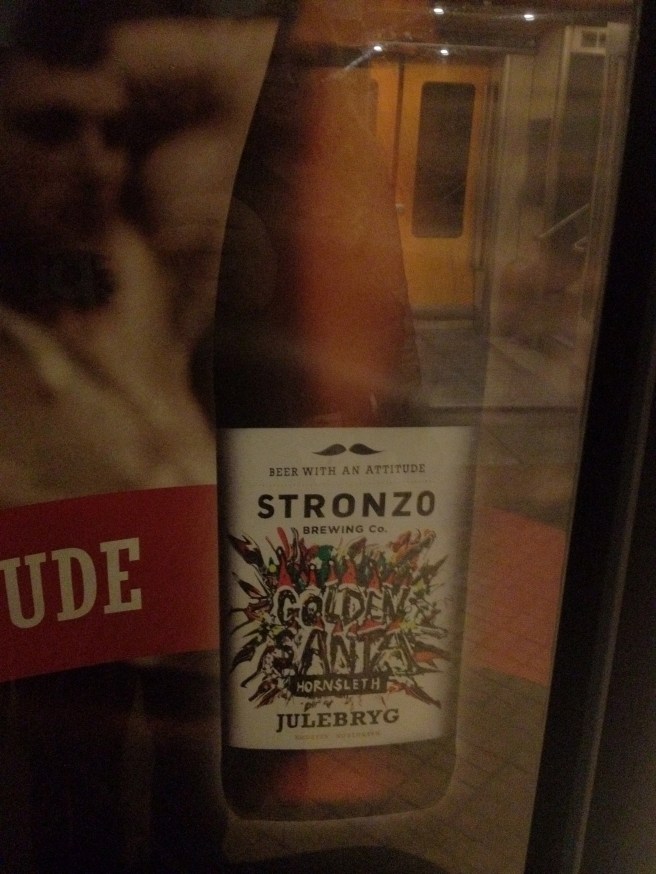 BEER WITH AN ATTITUDE
STRONZO
BREWING Co.
GOLDEN
SANTA
HORNSLETH
JULEBRYG
UDE